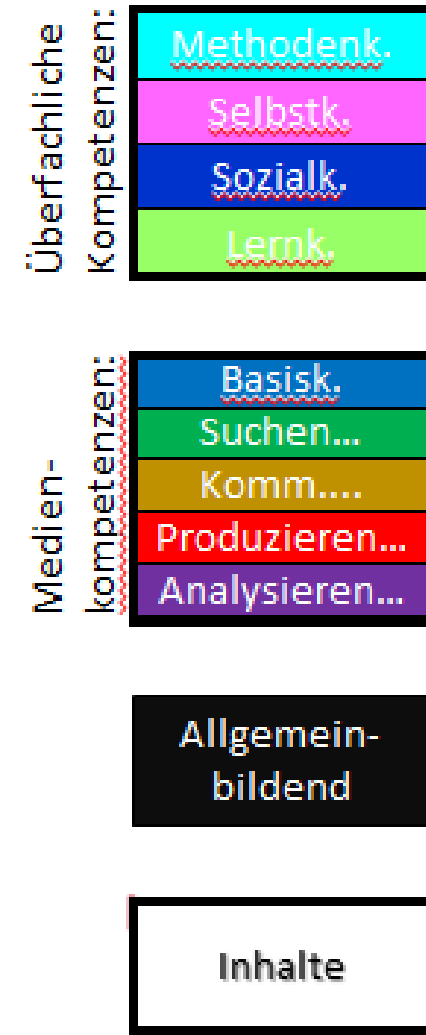 Überfachliche
Kompetenzen:
Methodenk.
Selbstk.
Sozialk.
Lernk.
Medien-
kompetenzen:
Basisk.
Suchen...
Komm....
Produzieren...
Analysieren...
Allgemein-
bildend
Inhalte